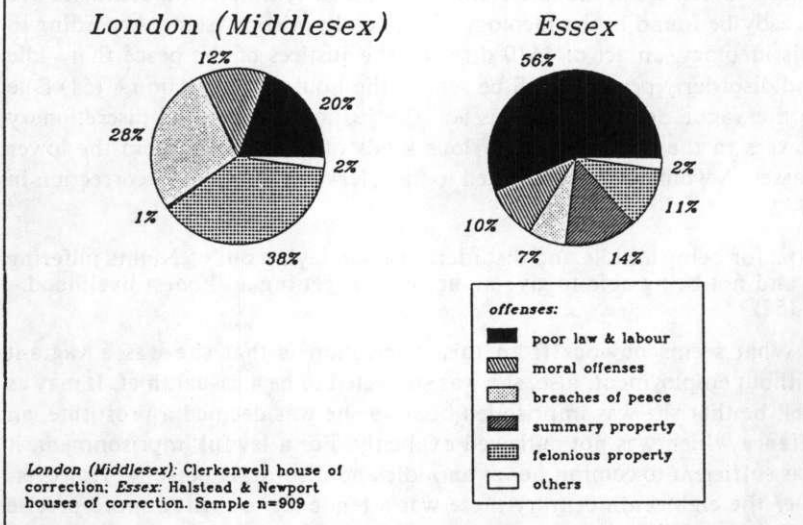 London (Middlesex)
12%
20%
28%
2%
1%
38%
Essex
56%
2%
11%
10%
7%
14%
offenses:
poor law & labour
moral offenses
breaches of peace
summary property
felonious property
other
London (Middlesex): Clerkenwell house of
correction; Essex: Halstead & Newport
houses of correction. Sample n=909